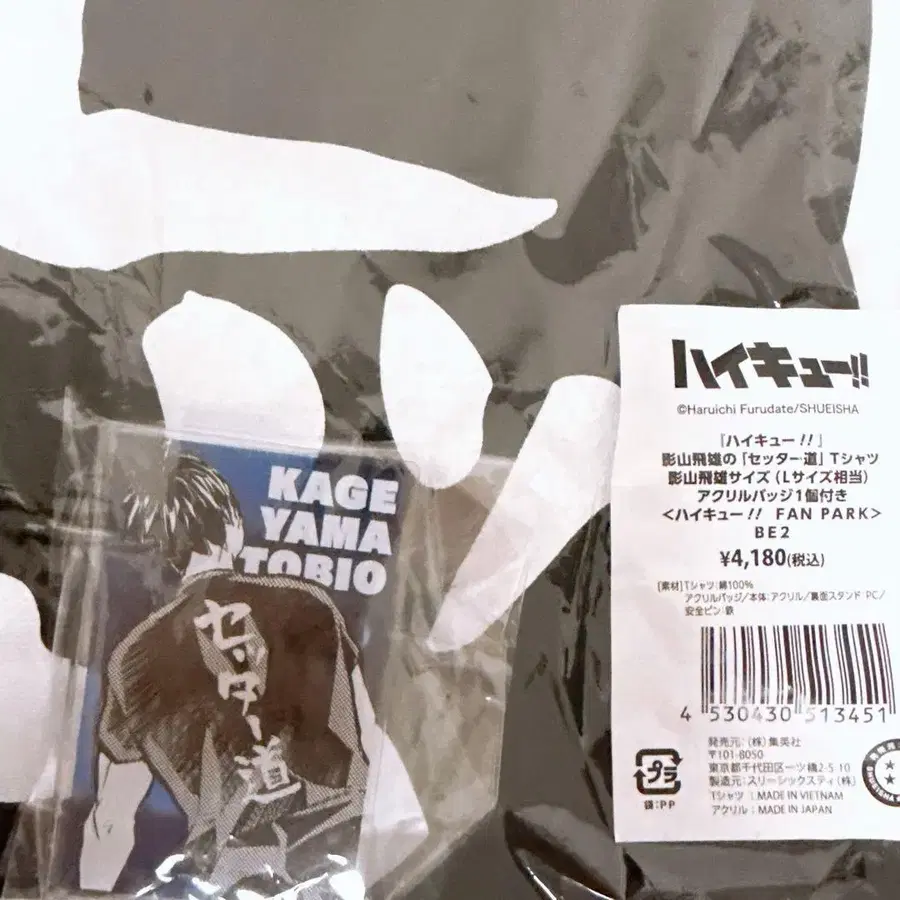 KAGE
YAMA
TOBIO
セッター道
ハイキュー!!
©Haruichi Furudate/SHUEISHA
『ハイキュー!!』
影山飛雄の「セッター道」Tシャツ
影山飛雄サイズ(Lサイズ相当)
アクリルバッジ1個付き
<ハイキュー!! FAN PARK>
BE2
¥4,180(税込)
[素材]Tシャツ:綿100%
アクリルバッジ/本体:アクリル/裏面スタンド:PC/
安全ピン:鉄
4 530430 513451
プラ
袋:PP
発売元:(株)集英社
〒101-8050
東京都千代田区一ツ橋2-5-10
製造元:スリーシックスティ(株)
Tシャツ:MADE IN VIETNAM
アクリル:MADE IN JAPAN
SHUEISHA